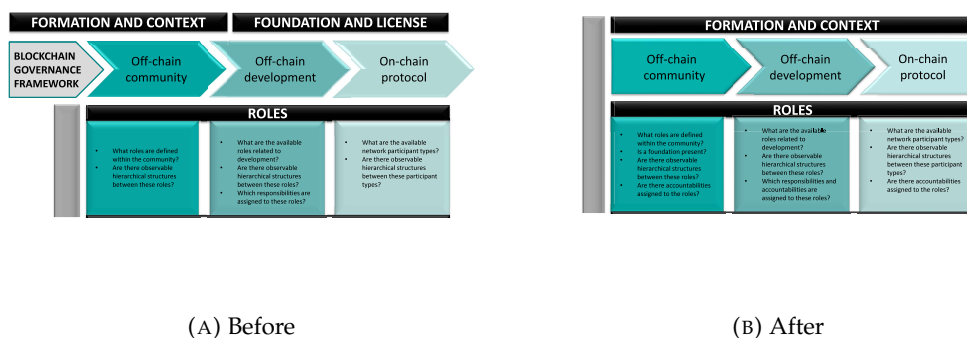 FORMATION AND CONTEXT
FOUNDATION AND LICENSE
BLOCKCHAIN
GOVERNANCE
FRAMEWORK
Off-chain
community
Off-chain
development
On-chain
protocol
ROLES
• What roles are defined
within the community?
• Are there observable
hierarchical structures
between these roles?
• What are the available
roles related to
development?
• Are there observable
hierarchical structures
between these roles?
• Which responsibilities are
assigned to these roles?
• What are the available
network participant types?
• Are there observable
hierarchical structures
between these participant
types?
(A) Before
FORMATION AND CONTEXT
Off-chain
community
Off-chain
development
On-chain
protocol
ROLES
• What roles are defined
within the community?
• Is a foundation present?
• Are there observable
hierarchical structures
between these roles?
• Are there accountabilities
assigned to the roles?
• What are the available
roles related to
development?
• Are there observable
hierarchical structures
between these roles?
• Which responsibilities and
accountabilities are
assigned to these roles?
• What are the available
network participant types?
• Are there observable
hierarchical structures
between these participant
types?
• Are there accountabilities
assigned to the roles?
(B) After